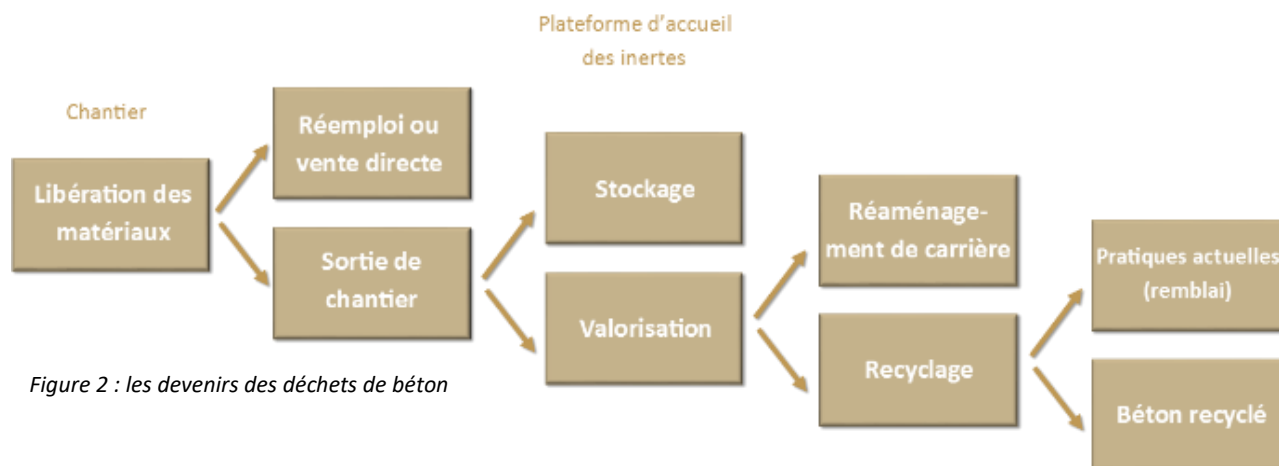 Plateforme d'accueil
des inertes
Chantier
Réemploi ou
vente directe
Libération des
matériaux
Stockage
Réaménage-
ment de carrière
Sortie de
chantier
Pratiques actuelles
(remblai)
Valorisation
Recyclage
Béton recyclé
Figure 2 : les devenirs des déchets de béton